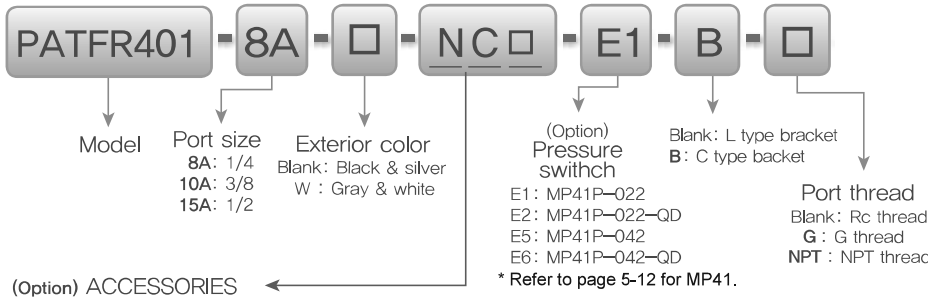 PATFR401 - 8A - □ - NC□ - E1 - B - □
Model
Port size
8A: 1/4
10A: 3/8
15A: 1/2
Exterior color
Blank: Black & silver
W : Gray & white
(Option)
Pressure
swithch
E1: MP41P-022
E2: MP41P-022-QD
E5: MP41P-042
E6: MP41P-042-QD
* Refer to page 5-12 for MP41.
Blank: L type bracket
B: C type backet
Port thread
Blank: Rc thread
G : G thread
NPT : NPT thread
(Option) ACCESSORIES